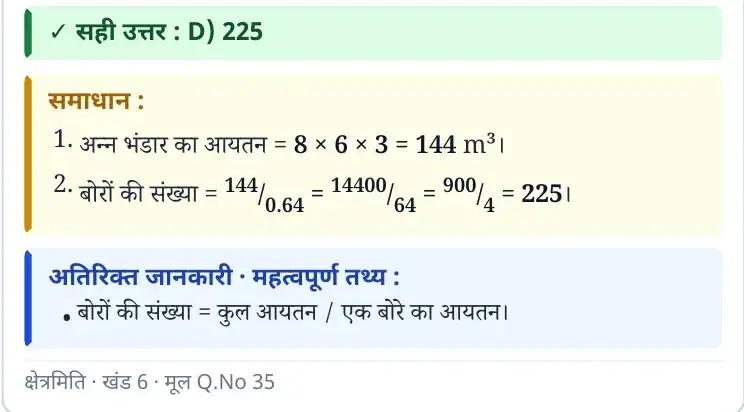 ✓ सही उत्तर : D) 225
समाधान :
1. अन्न भंडार का आयतन = 8 × 6 × 3 = 144 m³।
2. बोरों की संख्या = 144/0.64 = 14400/64 = 900/4 = 225।
अतिरिक्त जानकारी · महत्वपूर्ण तथ्य :
• बोरों की संख्या = कुल आयतन / एक बोरे का आयतन।
क्षेत्रमिति · खंड 6 · मूल Q.No 35